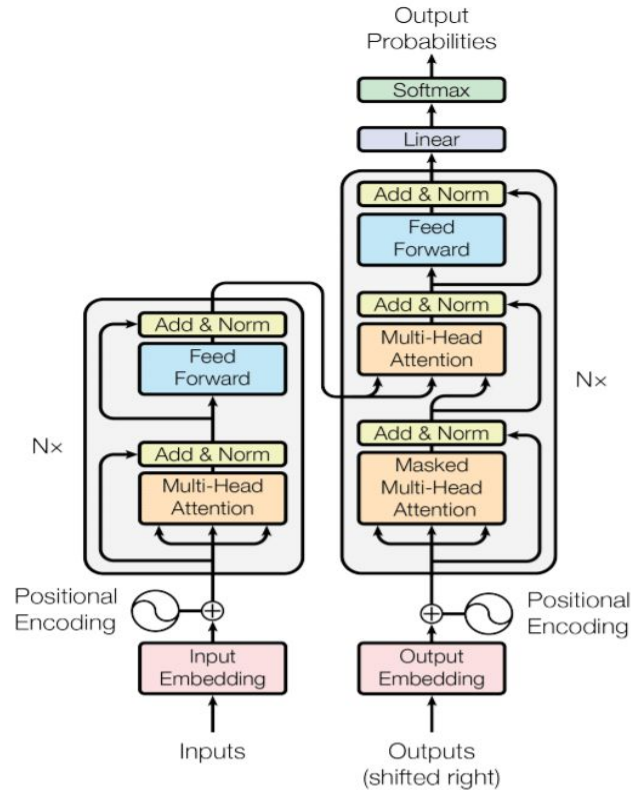 Output
Probabilities
Softmax
Linear
Add & Norm
Feed
Forward
Add & Norm
Multi-Head
Attention
Add & Norm
Masked
Multi-Head
Attention
N×
Add & Norm
Feed
Forward
N×
Add & Norm
Multi-Head
Attention
Positional
Encoding
Positional
Encoding
Input
Embedding
Output
Embedding
Inputs
Outputs
(shifted right)